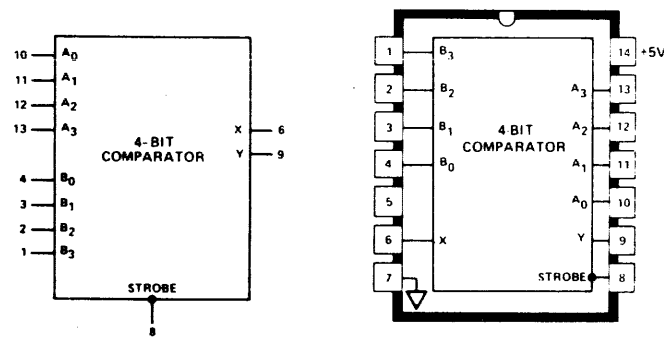 10 A0
11 A1
12 A2
13 A3
4-BIT
COMPARATOR
X 6
Y 9
4 B0
3 B1
2 B2
1 B3
STROBE
8
1 B3
2 B2
3 B1
4 B0
5
6 X
7
4-BIT
COMPARATOR
14 +5V
A3 13
A2 12
A1 11
A0 10
Y 9
STROBE 8